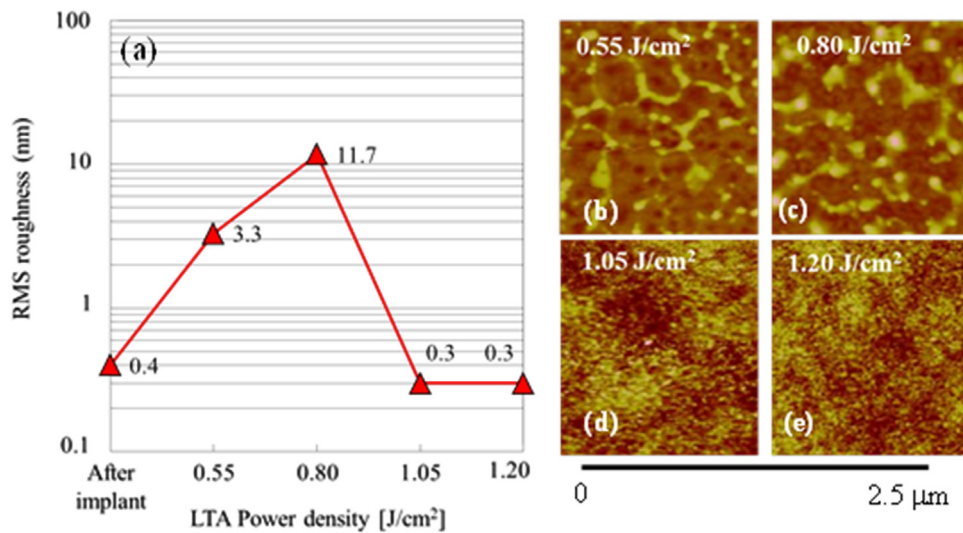 (a)
100
10
1
0.1
RMS roughness (nm)
0.4
3.3
11.7
0.3 0.3
After implant
0.55
0.80
1.05
1.20
LTA Power density [J/cm²]
0.55 J/cm²
(b)
0.80 J/cm²
(c)
1.05 J/cm²
(d)
1.20 J/cm²
(e)
0 2.5 μm